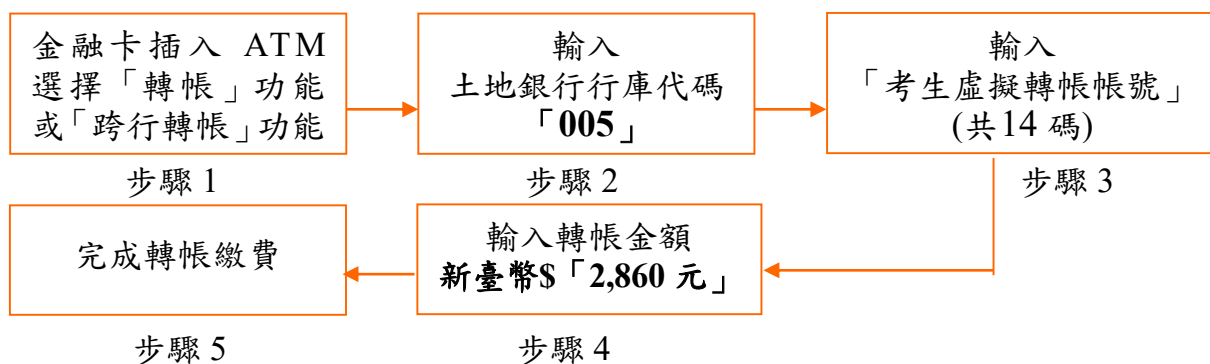 金融卡插入 ATM
選擇「轉帳」功能
或「跨行轉帳」功能
步驟 1
輸入
土地銀行行庫代碼
「005」
步驟 2
輸入
「考生虛擬轉帳帳號」
(共14 碼)
步驟 3
輸入轉帳金額
新臺幣$「2,860 元」
步驟 4
完成轉帳繳費
步驟 5